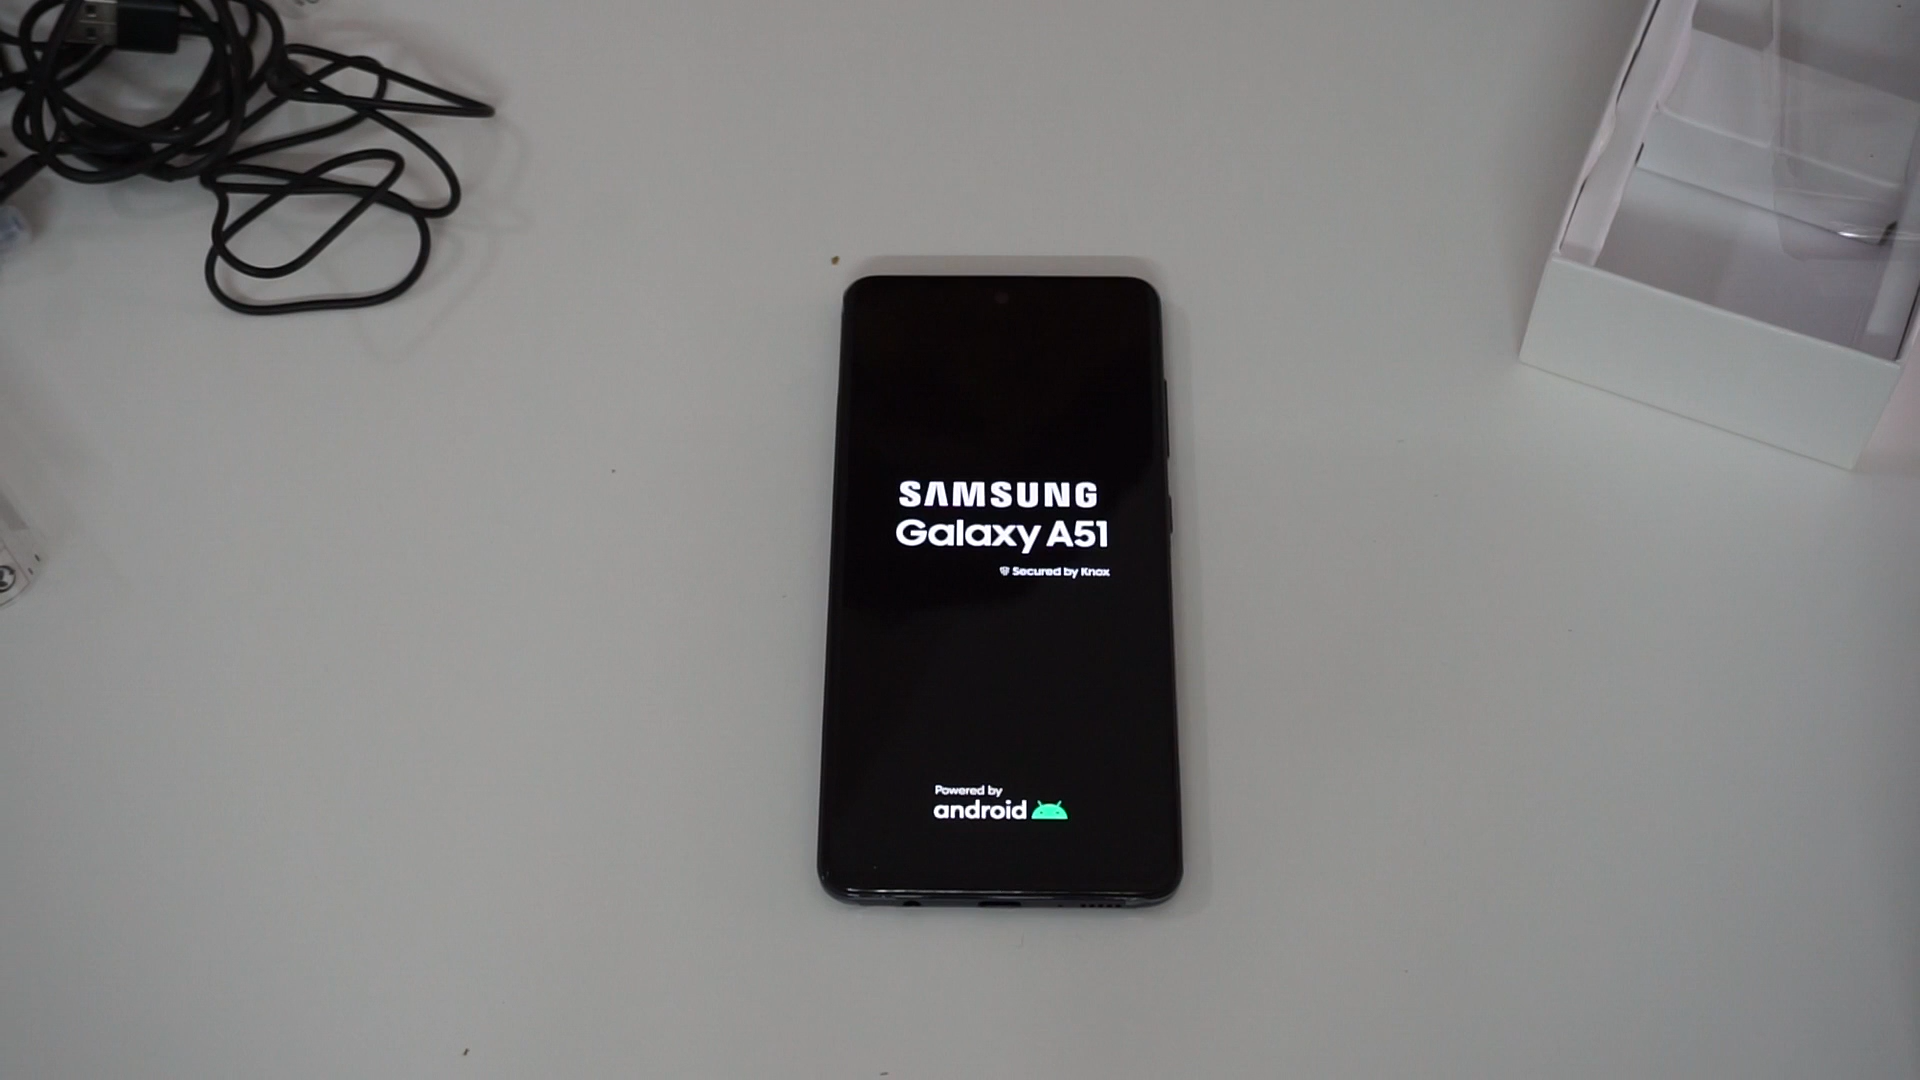 SAMSUNG
Galaxy A51
Secured by Knox
Powered by
android